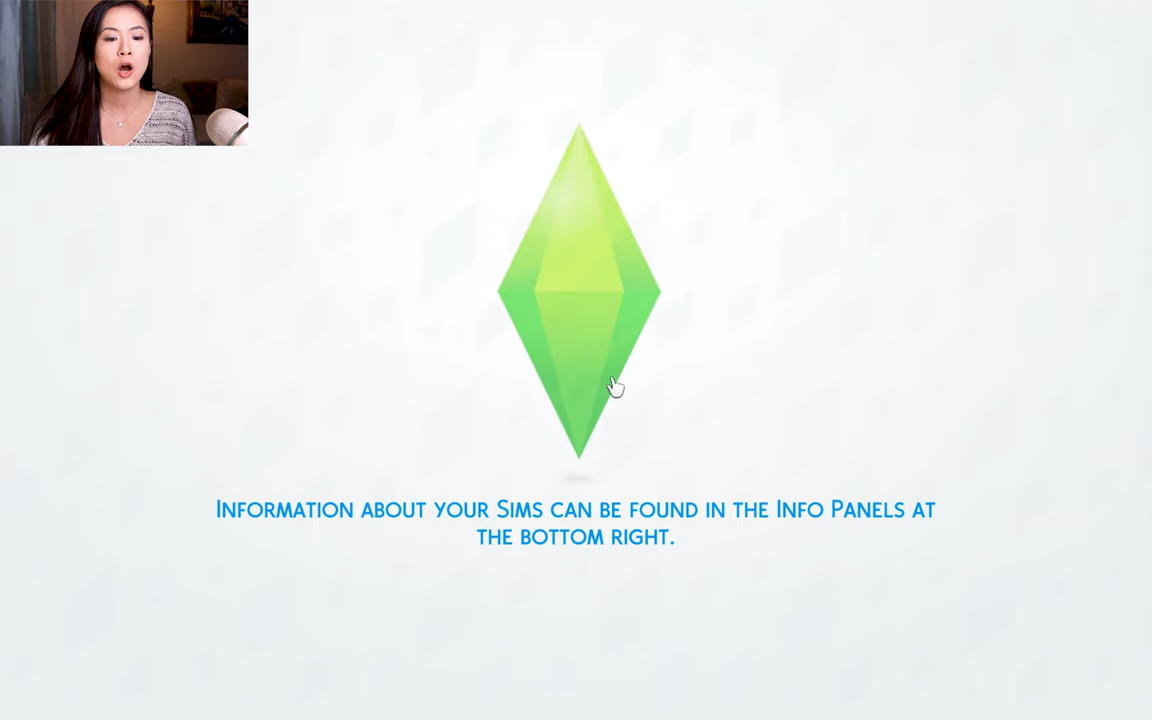 Information about your Sims can be found in the Info Panels at
the bottom right.